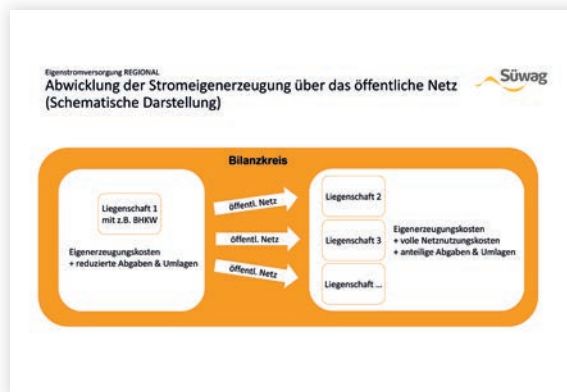 Eigenstromversorgung REGIONAL
Abwicklung der Stromeigenerzeugung über das öffentliche Netz
(Schematische Darstellung)
Süwag
Bilanzkreis
Liegenschaft 1
mit z.B. BHKW
Eigenerzeugungskosten
+ reduzierte Abgaben & Umlagen
öffentl. Netz
öffentl. Netz
öffentl. Netz
Liegenschaft 2
Liegenschaft 3
Liegenschaft ...
Eigenerzeugungskosten
+ volle Netznutzungskosten
+ anteilige Abgaben & Umlagen